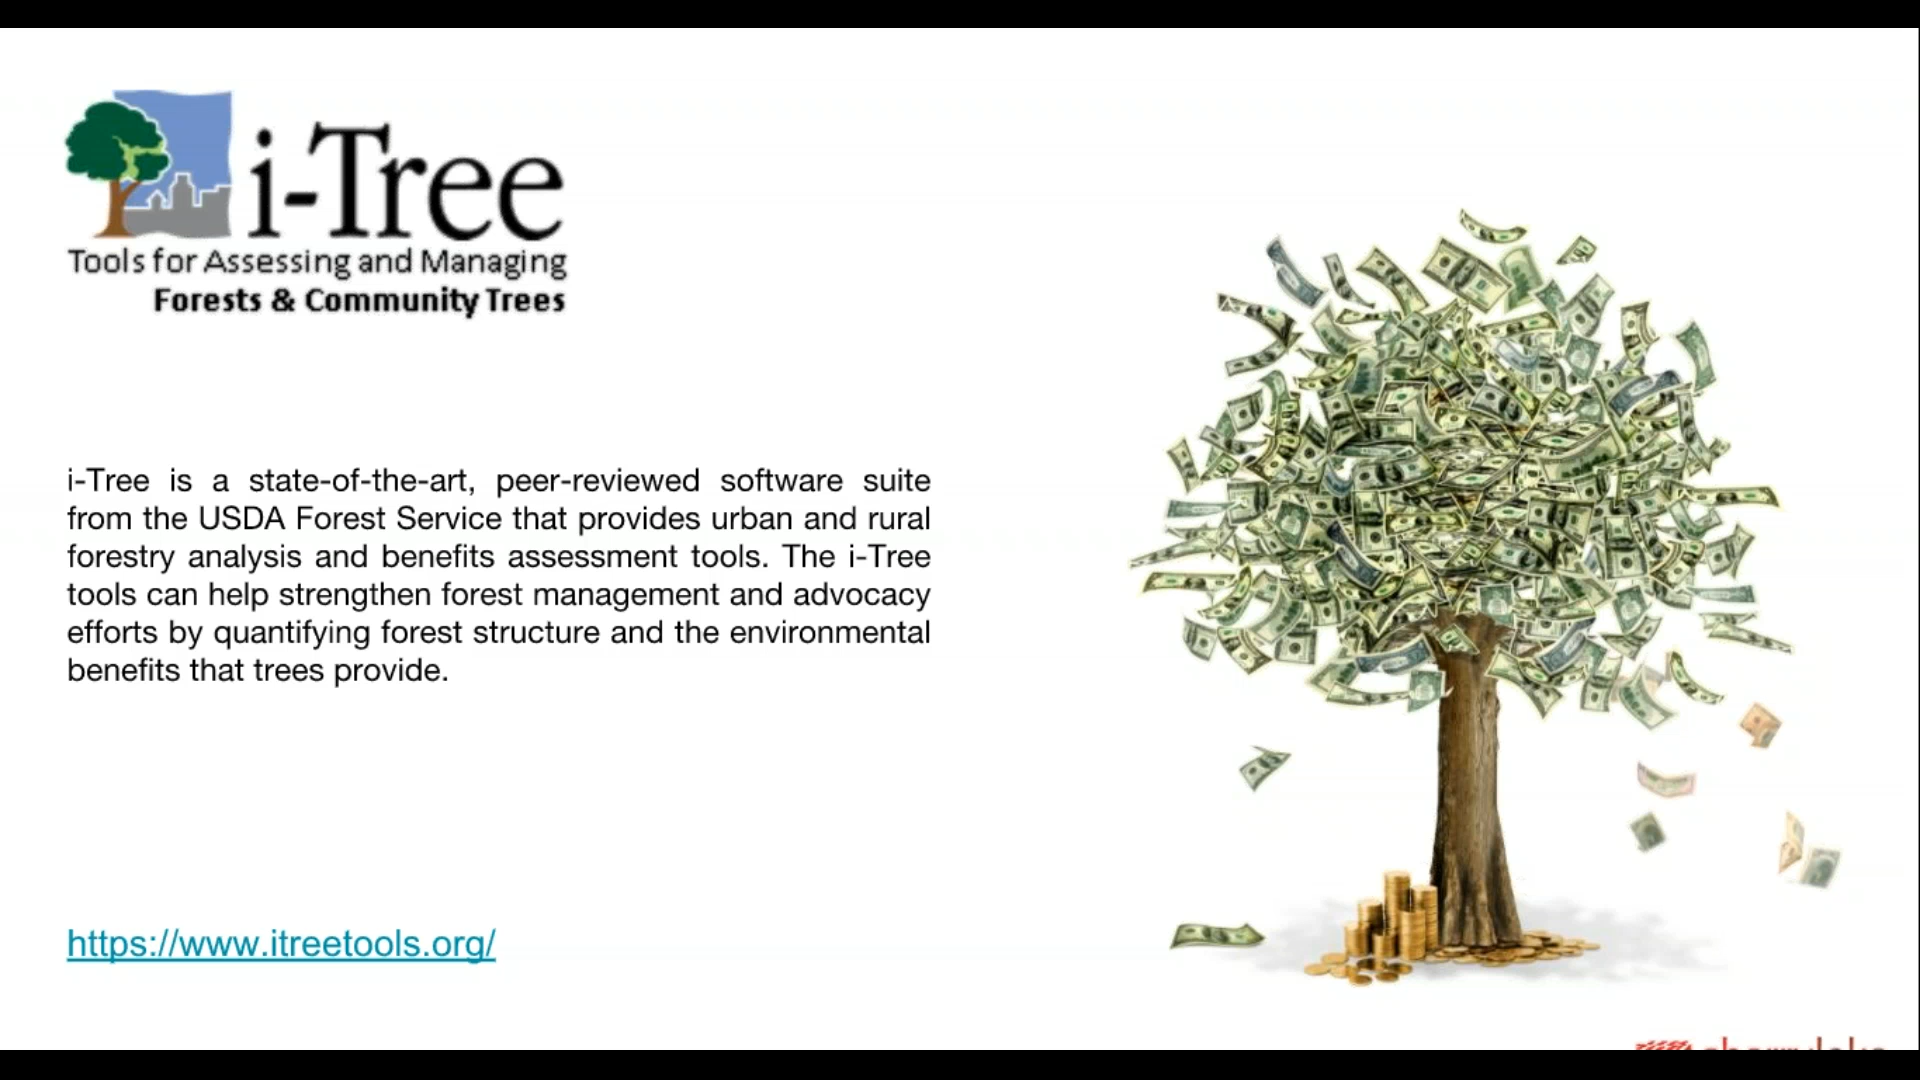 i-Tree
Tools for Assessing and Managing
Forests & Community Trees
i-Tree is a state-of-the-art, peer-reviewed software suite
from the USDA Forest Service that provides urban and rural
forestry analysis and benefits assessment tools. The i-Tree
tools can help strengthen forest management and advocacy
efforts by quantifying forest structure and the environmental
benefits that trees provide.
https://www.itreetools.org/